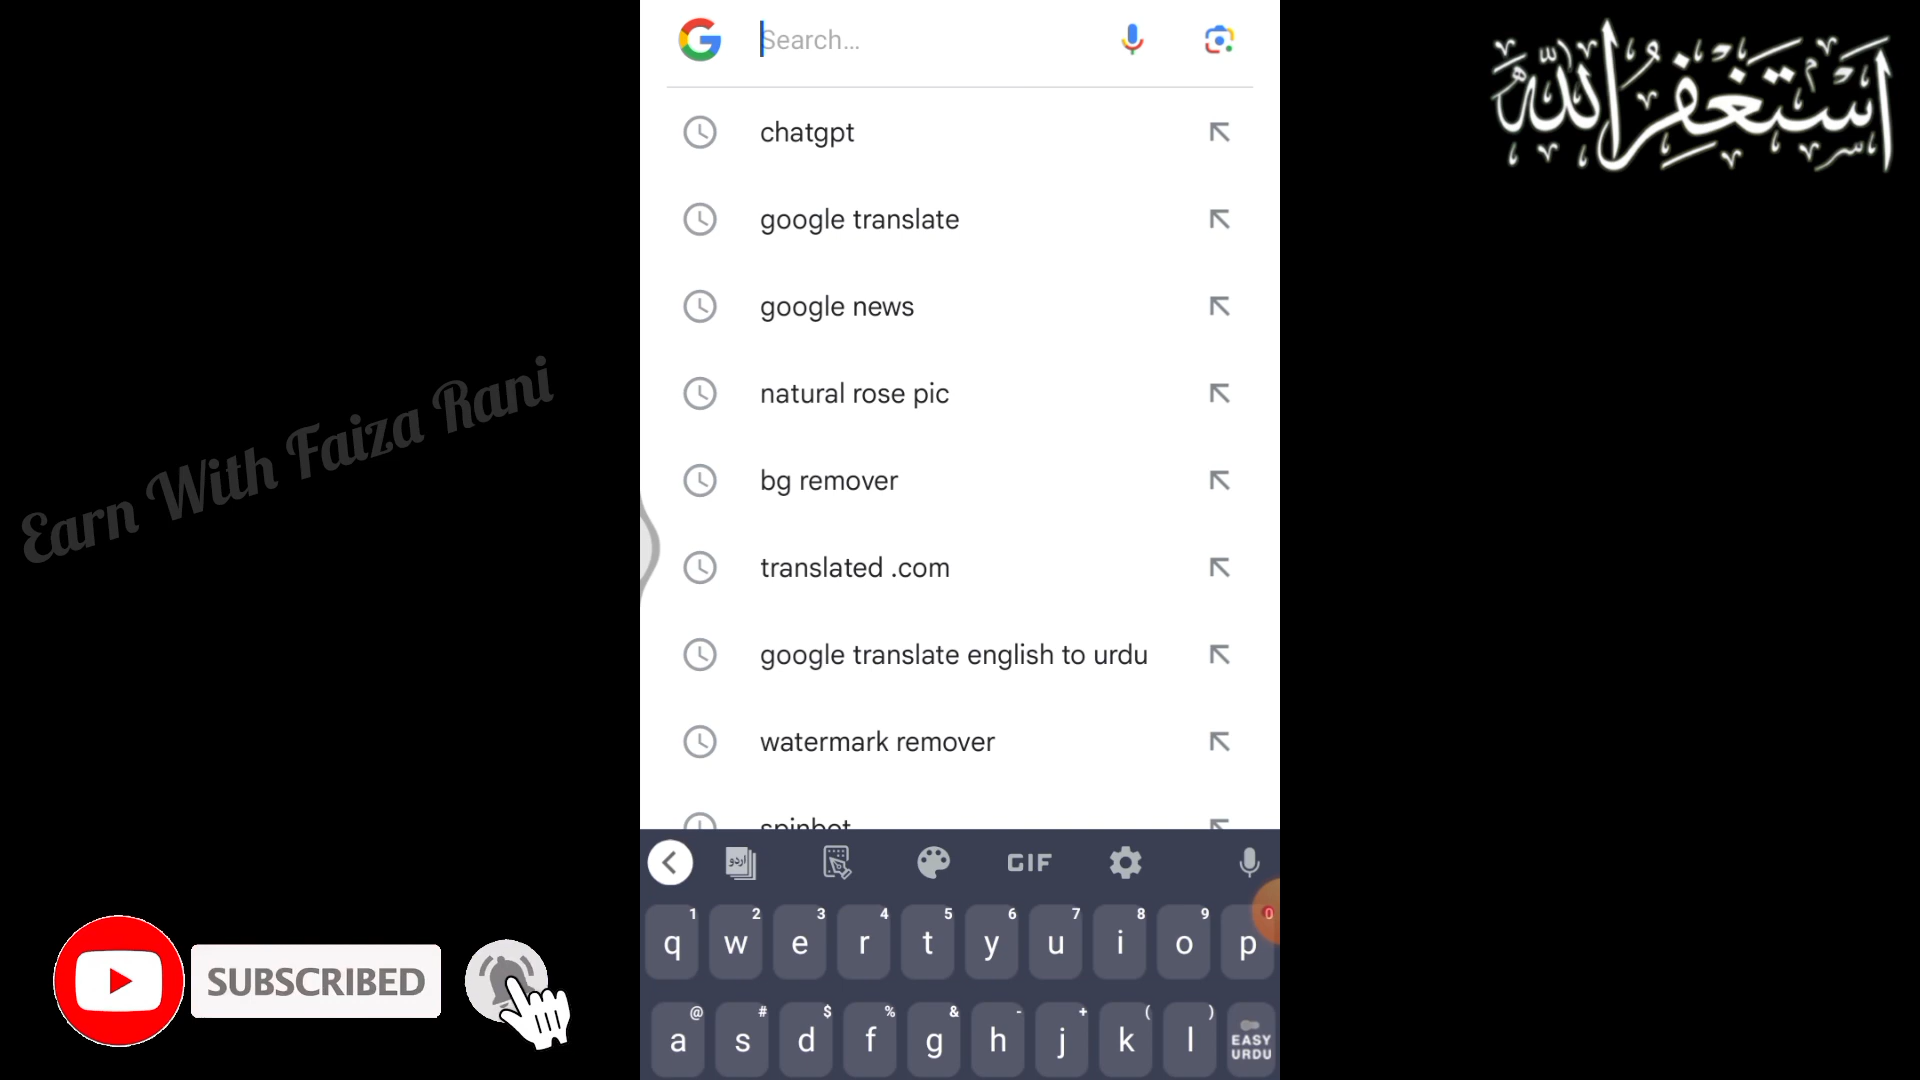 Search...
chatgpt
google translate
google news
natural rose pic
bg remover
translated .com
google translate english to urdu
watermark remover
spinbot
اردو
GIF
1 2 3 4 5 6 7 8 9 0
q w e r t y u i o p
@ # $ % & - + ( )
a s d f g h j k l
EASY
URDU
Earn With Faiza Rani
SUBSCRIBED
أستغفر الله